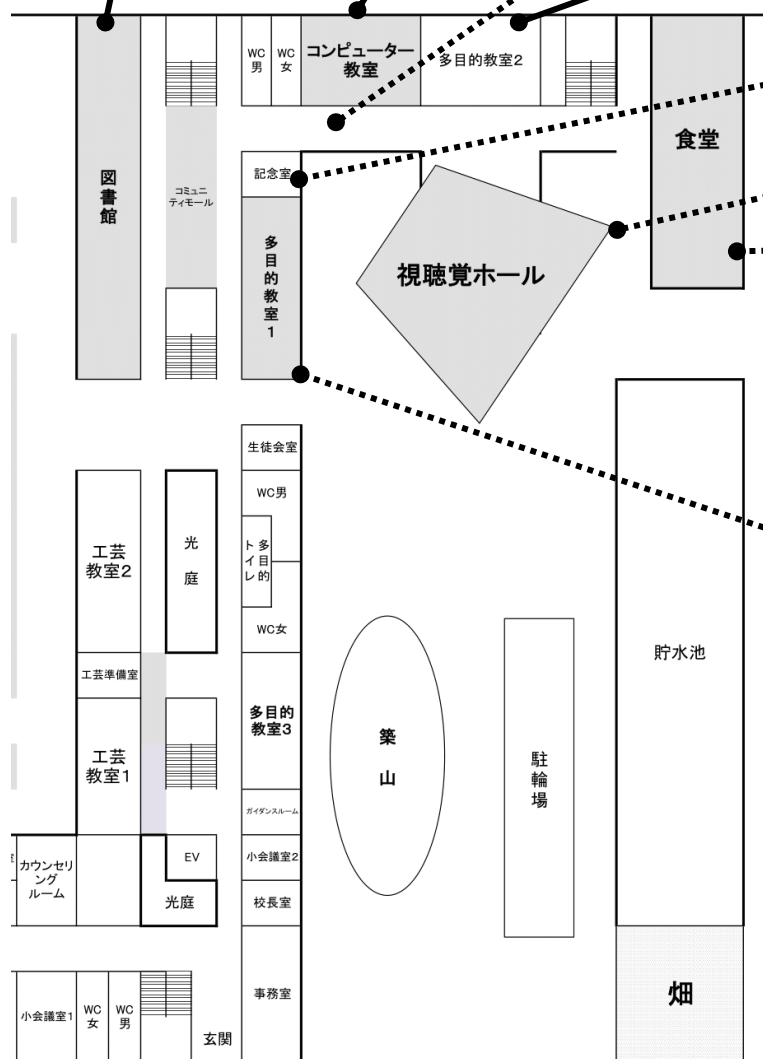 WC
男
WC
女
コンピューター
教室
多目的教室2
食堂
図書館
コミュニ
ティモール
記念室
多目的教室1
視聴覚ホール
生徒会室
WC男
工芸
教室2
光庭
多目的
トイレ
WC女
工芸準備室
貯水池
多目的
教室3
築山
工芸
教室1
駐輪場
ガイダンスルーム
カウンセリ
ング
ルーム
EV
小会議室2
光庭
校長室
小会議室1
WC
女
WC
男
事務室
畑
玄関